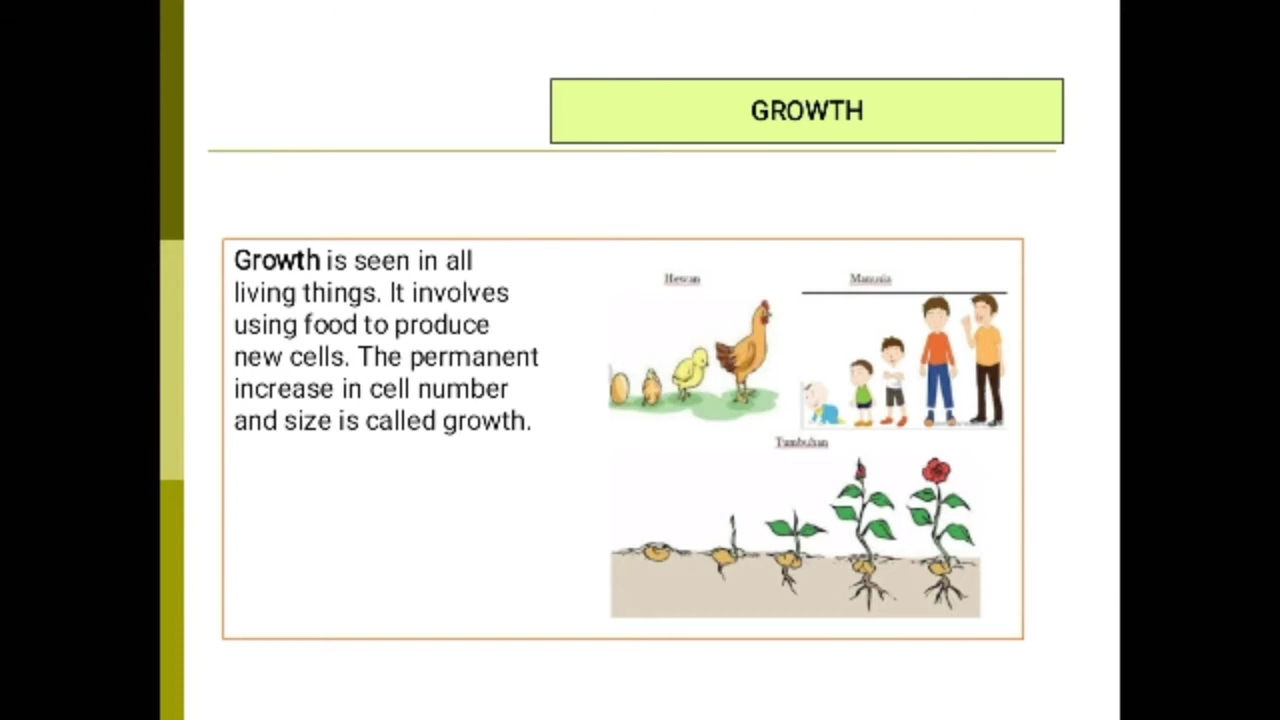 GROWTH
Growth is seen in all
living things. It involves
using food to produce
new cells. The permanent
increase in cell number
and size is called growth.
Hewan
Manusia
Tumbuhan